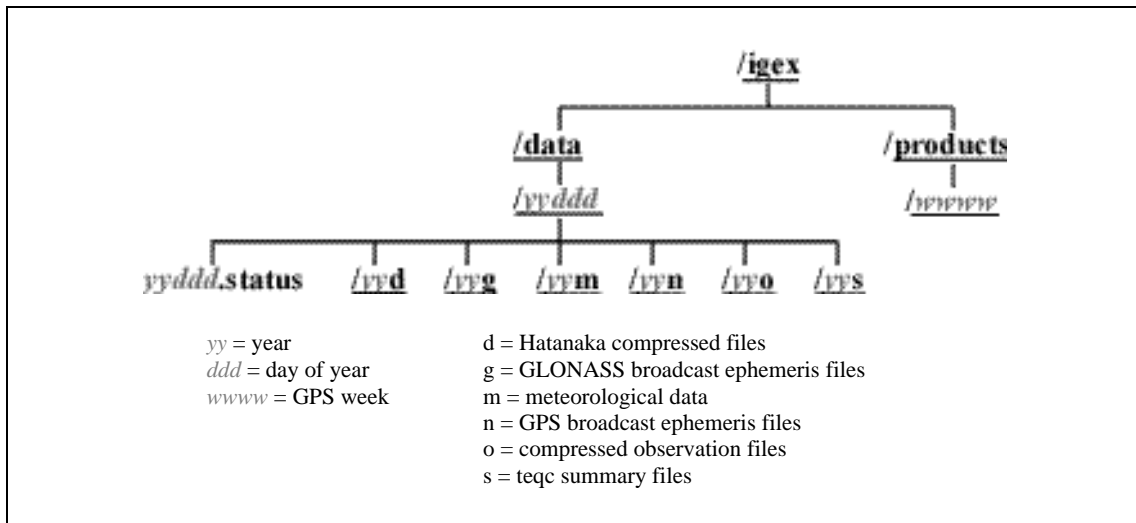 /igex
/data /products
/yyddd /wwww
yyddd.status /yyd /yyg /yym /yyn /yyo /yys
yy = year
ddd = day of year
wwww = GPS week
d = Hatanaka compressed files
g = GLONASS broadcast ephemeris files
m = meteorological data
n = GPS broadcast ephemeris files
o = compressed observation files
s = teqc summary files